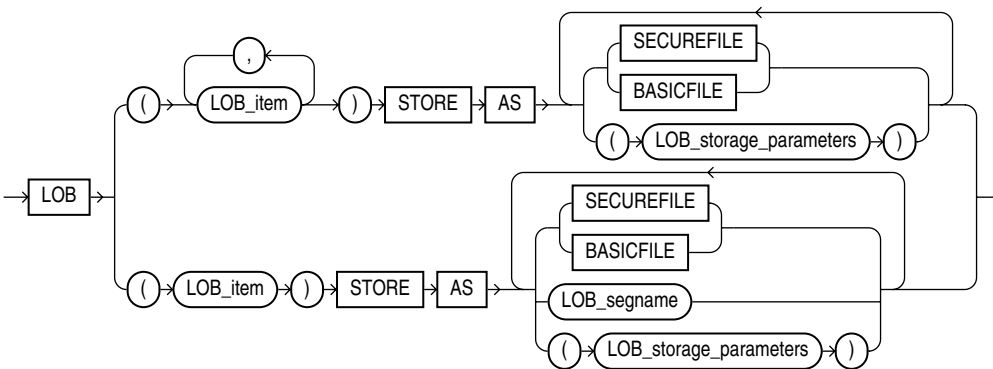 ,
SECUREFILE
BASICFILE
( LOB_item ) STORE AS
( LOB_storage_parameters )
LOB
SECUREFILE
BASICFILE
( LOB_item ) STORE AS
LOB_segname
( LOB_storage_parameters )